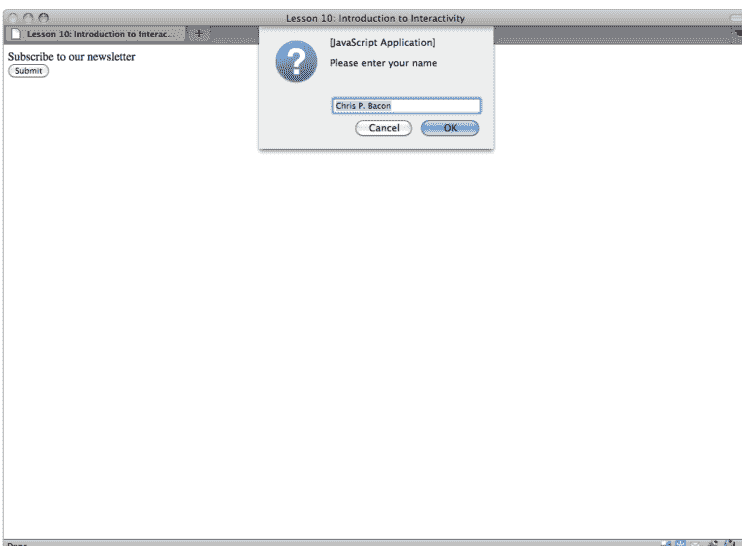 Lesson 10: Introduction to Interactivity
Lesson 10: Introduction to Interac...
Subscribe to our newsletter
Submit
[JavaScript Application]
Please enter your name
Chris P. Bacon
Cancel OK
Done